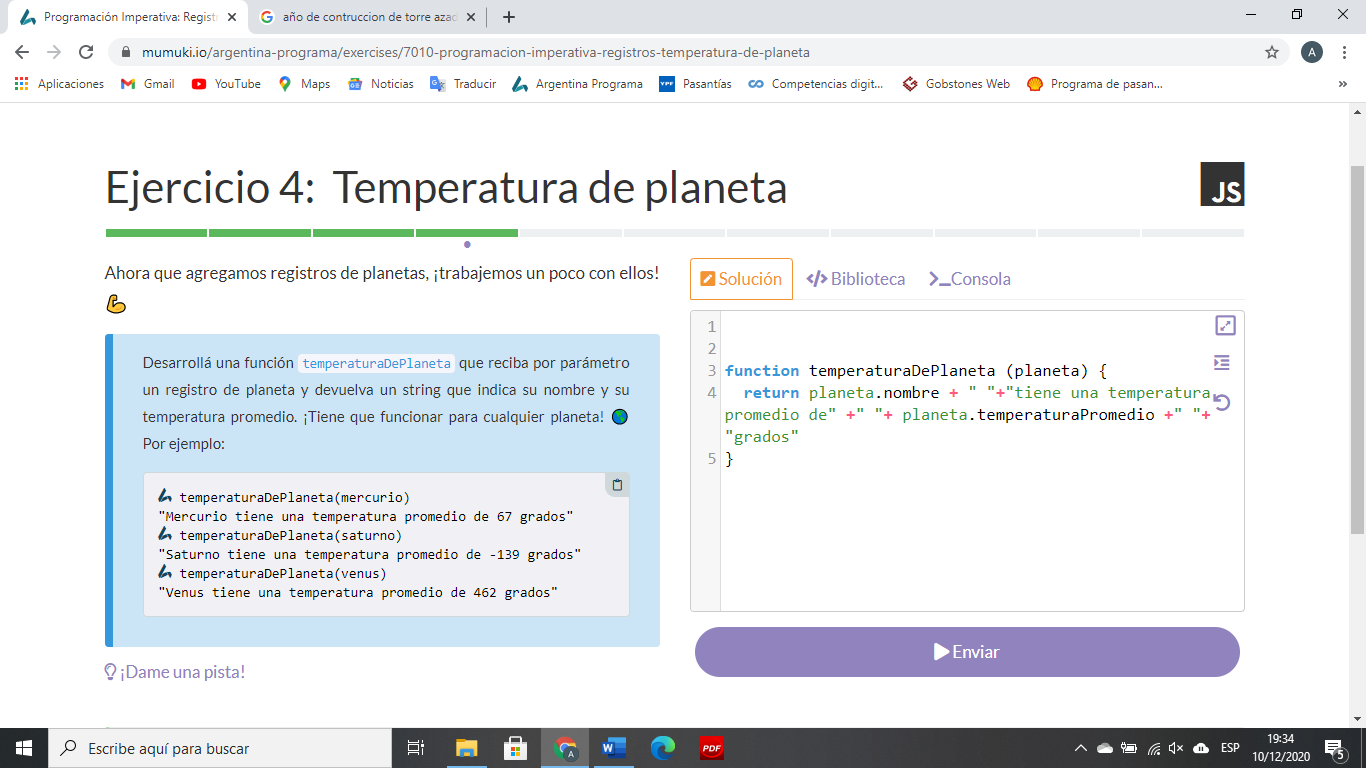 Programación Imperativa: Registr
año de contruccion de torre azad
mumuki.io/argentina-programa/exercises/7010-programacion-imperativa-registros-temperatura-de-planeta
A
Aplicaciones Gmail YouTube Maps Noticias Traducir Argentina Programa YPF Pasantías Competencias digit... Gobstones Web Programa de pasan... »
Ejercicio 4: Temperatura de planeta
JS
Ahora que agregamos registros de planetas, ¡trabajemos un poco con ellos!
💪
Desarrollá una función temperaturaDePlaneta que reciba por parámetro
un registro de planeta y devuelva un string que indica su nombre y su
temperatura promedio. ¡Tiene que funcionar para cualquier planeta! 🌎
Por ejemplo:
temperaturaDePlaneta(mercurio)
"Mercurio tiene una temperatura promedio de 67 grados"
temperaturaDePlaneta(saturno)
"Saturno tiene una temperatura promedio de -139 grados"
temperaturaDePlaneta(venus)
"Venus tiene una temperatura promedio de 462 grados"
¡Dame una pista!
Solución Biblioteca Consola
1
2
3 function temperaturaDePlaneta (planeta) {
4 return planeta.nombre + " "+"tiene una temperatura
promedio de" +" "+ planeta.temperaturaPromedio +" "+
"grados"
5 }
Enviar
Escribe aquí para buscar
A
W
PDF
ESP
19:34
10/12/2020
5